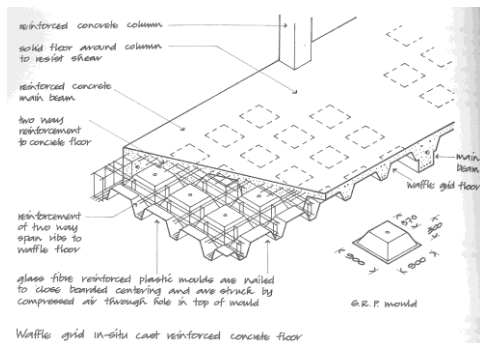 reinforced concrete column
solid floor around column
to resist shear
reinforced concrete
main beam
two way
reinforcement
to concrete floor
main
beam
waffle grid floor
reinforcement
of two way
span ribs to
waffle floor
570
300
900
900
glass fibre reinforced plastic moulds are nailed
to close boarded centering and are struck by
compressed air through hole in top of mould
G.R.P. mould
Waffle grid in-situ cast reinforced concrete floor